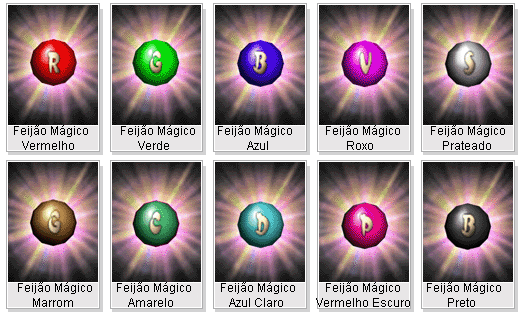 R
G
B
V
S
Feijão Mágico
Vermelho
Feijão Mágico
Verde
Feijão Mágico
Azul
Feijão Mágico
Roxo
Feijão Mágico
Prateado
G
C
D
P
B
Feijão Mágico
Marrom
Feijão Mágico
Amarelo
Feijão Mágico
Azul Claro
Feijão Mágico
Vermelho Escuro
Feijão Mágico
Preto